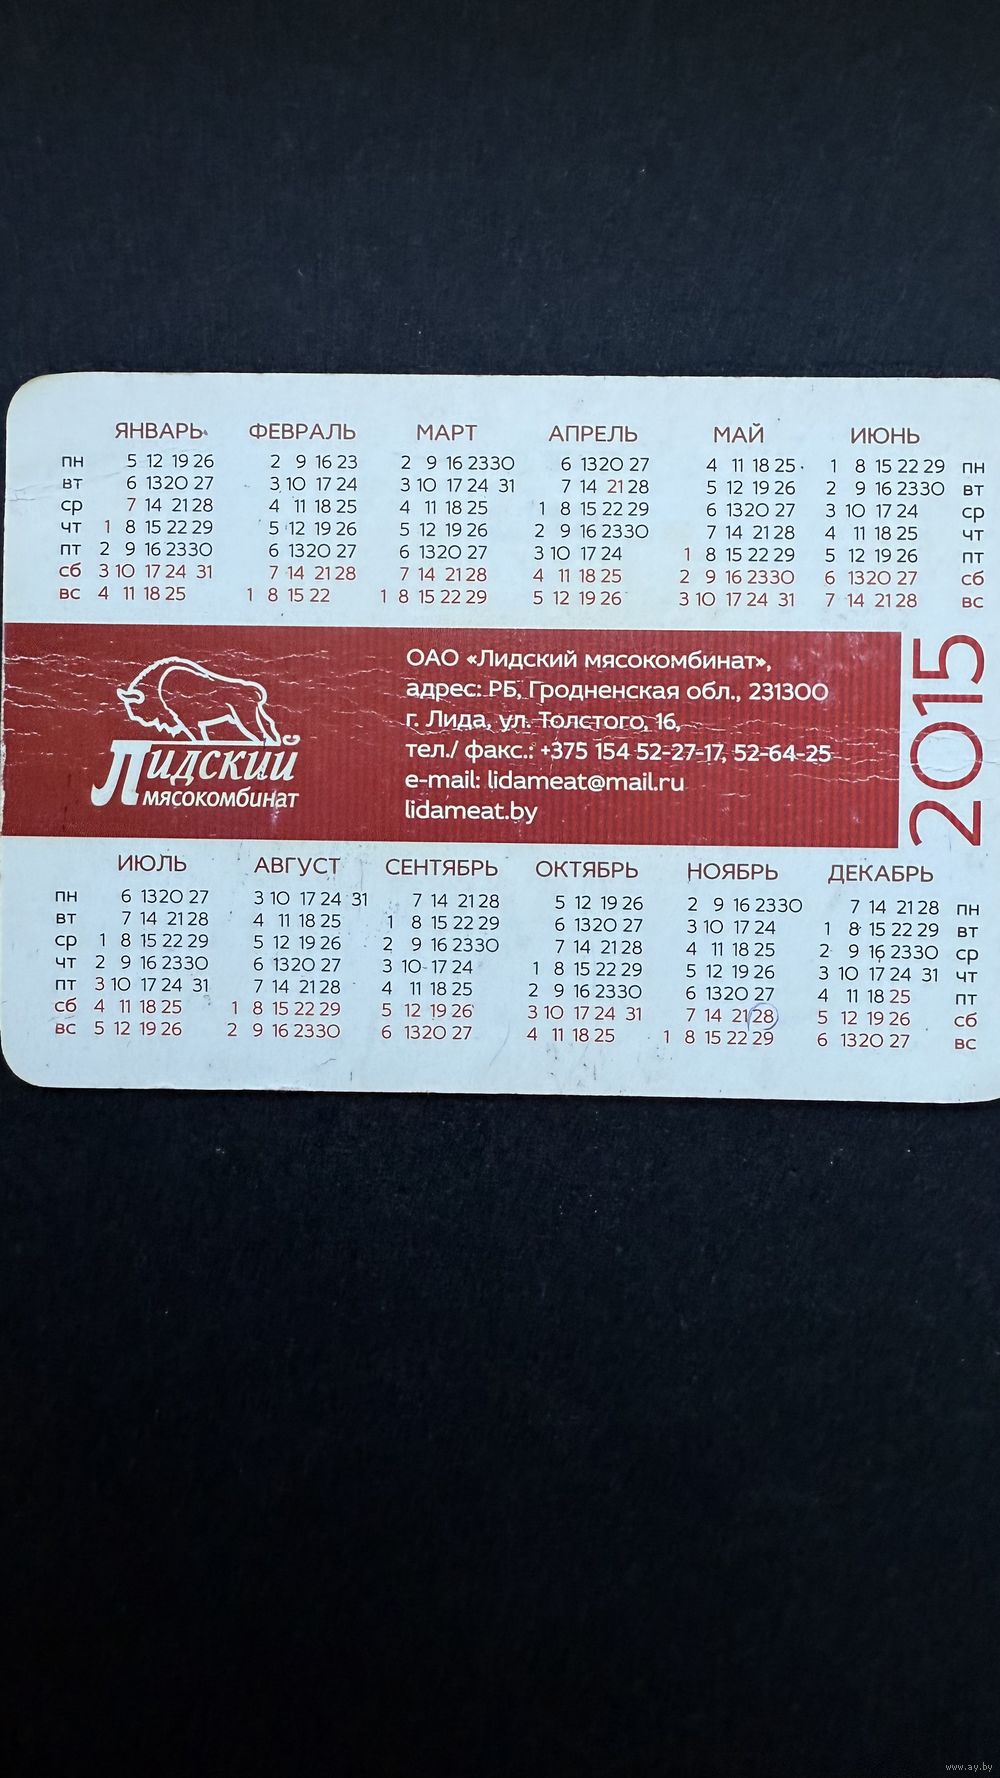 ЯНВАРЬ ФЕВРАЛЬ МАРТ АПРЕЛЬ МАЙ ИЮНЬ
пн 5 12 19 26 2 9 16 23 2 9 16 23 30 6 13 20 27 4 11 18 25 1 8 15 22 29 пн
вт 6 13 20 27 3 10 17 24 3 10 17 24 31 7 14 21 28 5 12 19 26 2 9 16 23 30 вт
ср 7 14 21 28 4 11 18 25 4 11 18 25 1 8 15 22 29 6 13 20 27 3 10 17 24 ср
чт 1 8 15 22 29 5 12 19 26 5 12 19 26 2 9 16 23 30 7 14 21 28 4 11 18 25 чт
пт 2 9 16 23 30 6 13 20 27 6 13 20 27 3 10 17 24 1 8 15 22 29 5 12 19 26 пт
сб 3 10 17 24 31 7 14 21 28 7 14 21 28 4 11 18 25 2 9 16 23 30 6 13 20 27 сб
вс 4 11 18 25 1 8 15 22 1 8 15 22 29 5 12 19 26 3 10 17 24 31 7 14 21 28 вс
Лидский
мясокомбинат
ОАО «Лидский мясокомбинат»,
адрес: РБ, Гродненская обл., 231300
г. Лида, ул. Толстого, 16,
тел./ факс.: +375 154 52-27-17, 52-64-25
e-mail: lidameat@mail.ru
lidameat.by
2015
ИЮЛЬ АВГУСТ СЕНТЯБРЬ ОКТЯБРЬ НОЯБРЬ ДЕКАБРЬ
пн 6 13 20 27 3 10 17 24 31 7 14 21 28 5 12 19 26 2 9 16 23 30 7 14 21 28 пн
вт 7 14 21 28 4 11 18 25 1 8 15 22 29 6 13 20 27 3 10 17 24 1 8 15 22 29 вт
ср 1 8 15 22 29 5 12 19 26 2 9 16 23 30 7 14 21 28 4 11 18 25 2 9 16 23 30 ср
чт 2 9 16 23 30 6 13 20 27 3 10 17 24 1 8 15 22 29 5 12 19 26 3 10 17 24 31 чт
пт 3 10 17 24 31 7 14 21 28 4 11 18 25 2 9 16 23 30 6 13 20 27 4 11 18 25 пт
сб 4 11 18 25 1 8 15 22 29 5 12 19 26 3 10 17 24 31 7 14 21 28 5 12 19 26 сб
вс 5 12 19 26 2 9 16 23 30 6 13 20 27 4 11 18 25 1 8 15 22 29 6 13 20 27 вс
www.ay.by